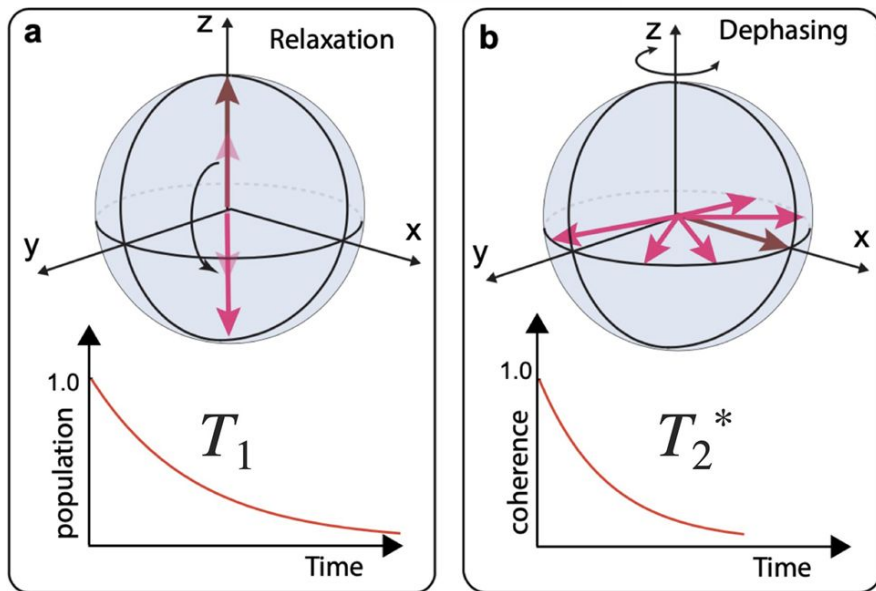 a
z
Relaxation
y
x
1.0
population
T1
Time
b
z
Dephasing
y
x
1.0
coherence
T2*
Time